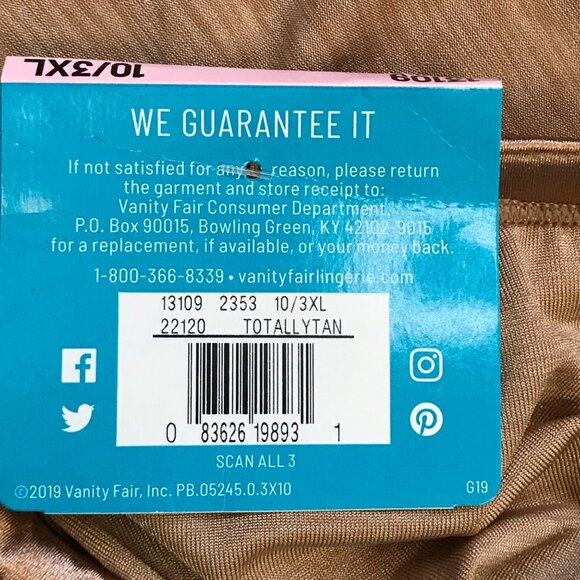 10/3XL
13109
WE GUARANTEE IT
If not satisfied for any reason, please return
the garment and store receipt to:
Vanity Fair Consumer Department
P.O. Box 90015, Bowling Green, KY 42102-9015
for a replacement, if available, or your money back.
1-800-366-8339 • vanityfairlingerie.com
13109 2353 10/3XL
22120 TOTALLYTAN
0 83626 19893 1
SCAN ALL 3
©2019 Vanity Fair, Inc. PB.05245.0.3X10
G19